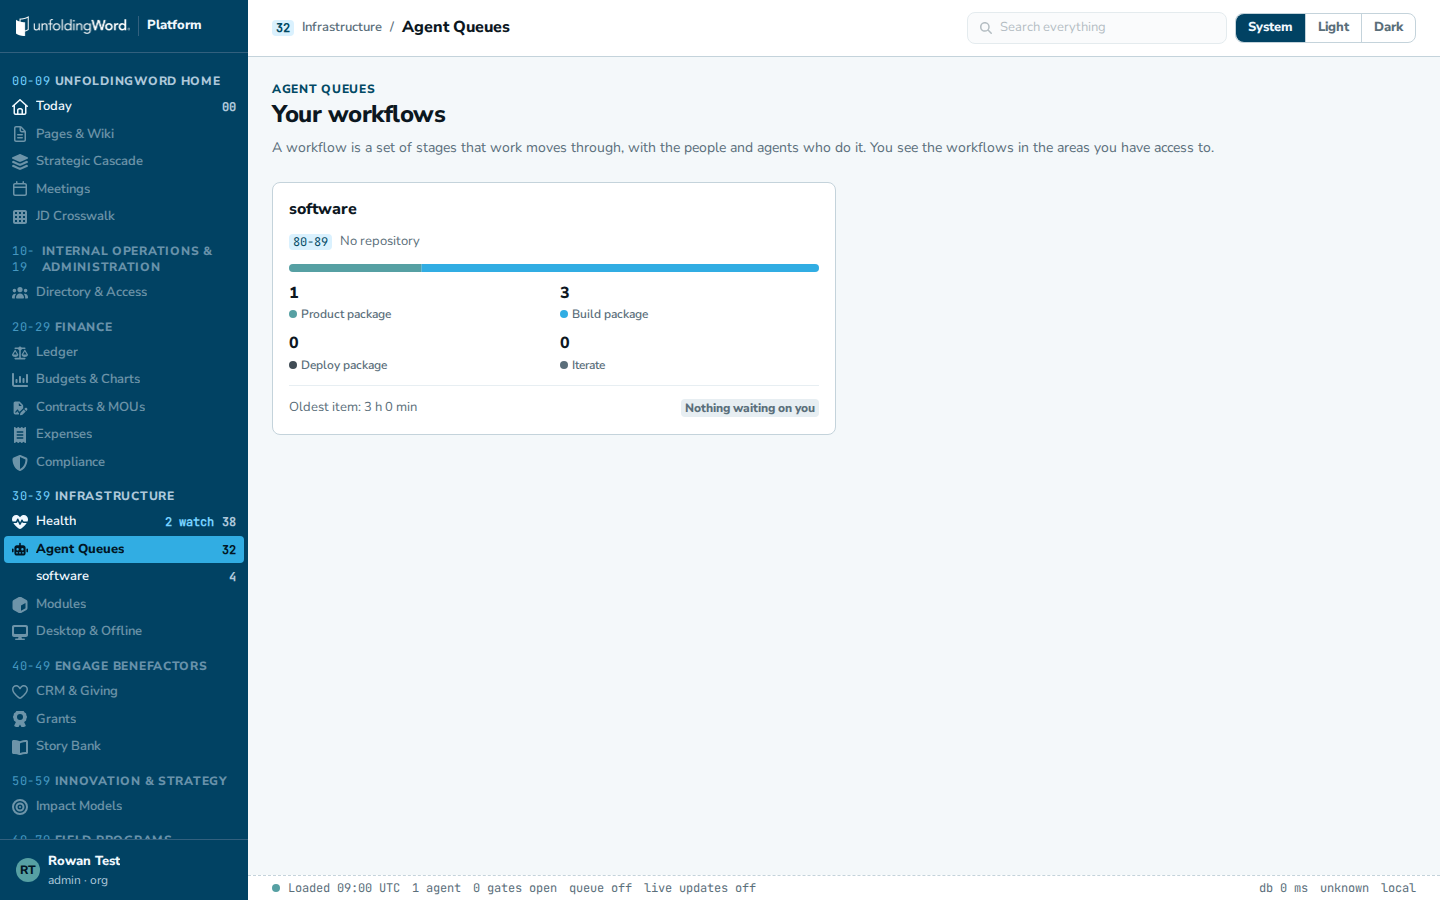 unfoldingWord
Platform
00-09 UNFOLDINGWORD HOME
Today 00
Pages & Wiki
Strategic Cascade
Meetings
JD Crosswalk
10-19 INTERNAL OPERATIONS & ADMINISTRATION
Directory & Access
20-29 FINANCE
Ledger
Budgets & Charts
Contracts & MOUs
Expenses
Compliance
30-39 INFRASTRUCTURE
Health 2 watch 38
Agent Queues 32
software 4
Modules
Desktop & Offline
40-49 ENGAGE BENEFACTORS
CRM & Giving
Grants
Story Bank
50-59 INNOVATION & STRATEGY
Impact Models
60-70 FIELD PROGRAMS
RT
Rowan Test
admin · org
32 Infrastructure / Agent Queues
Search everything
System Light Dark
AGENT QUEUES
Your workflows
A workflow is a set of stages that work moves through, with the people and agents who do it. You see the workflows in the areas you have access to.
software
80-89 No repository
1
Product package
3
Build package
0
Deploy package
0
Iterate
Oldest item: 3 h 0 min
Nothing waiting on you
Loaded 09:00 UTC 1 agent 0 gates open queue off live updates off
db 0 ms unknown local